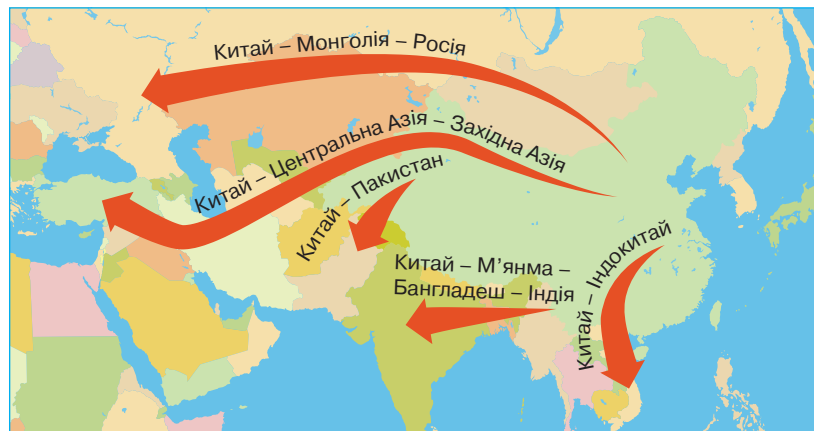 Китай – Монголія – Росія
Китай – Центральна Азія – Західна Азія
Китай – Пакистан
Китай – М’янма –
Бангладеш – Індія
Китай – Індокитай